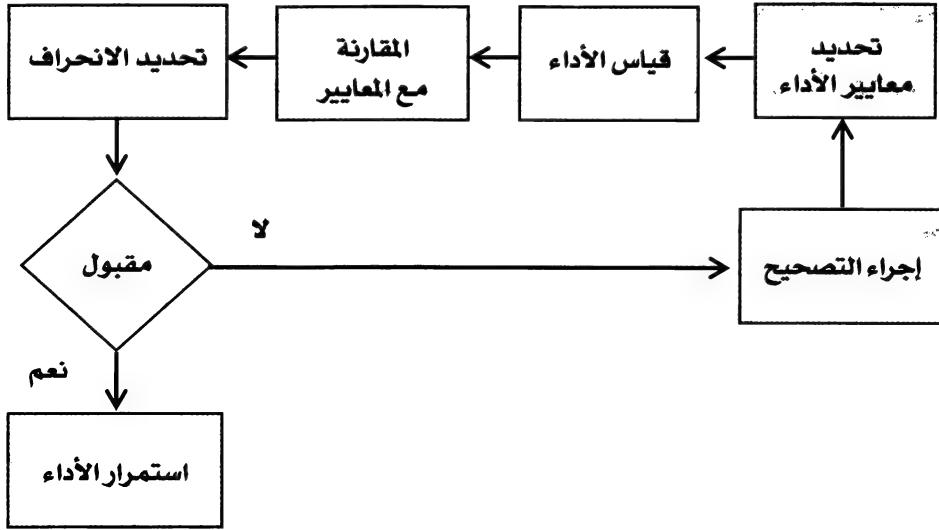 تحديد
معايير الأداء
قياس الأداء
المقارنة
مع المعايير
تحديد الانحراف
مقبول
لا
إجراء التصحيح
نعم
استمرار الأداء